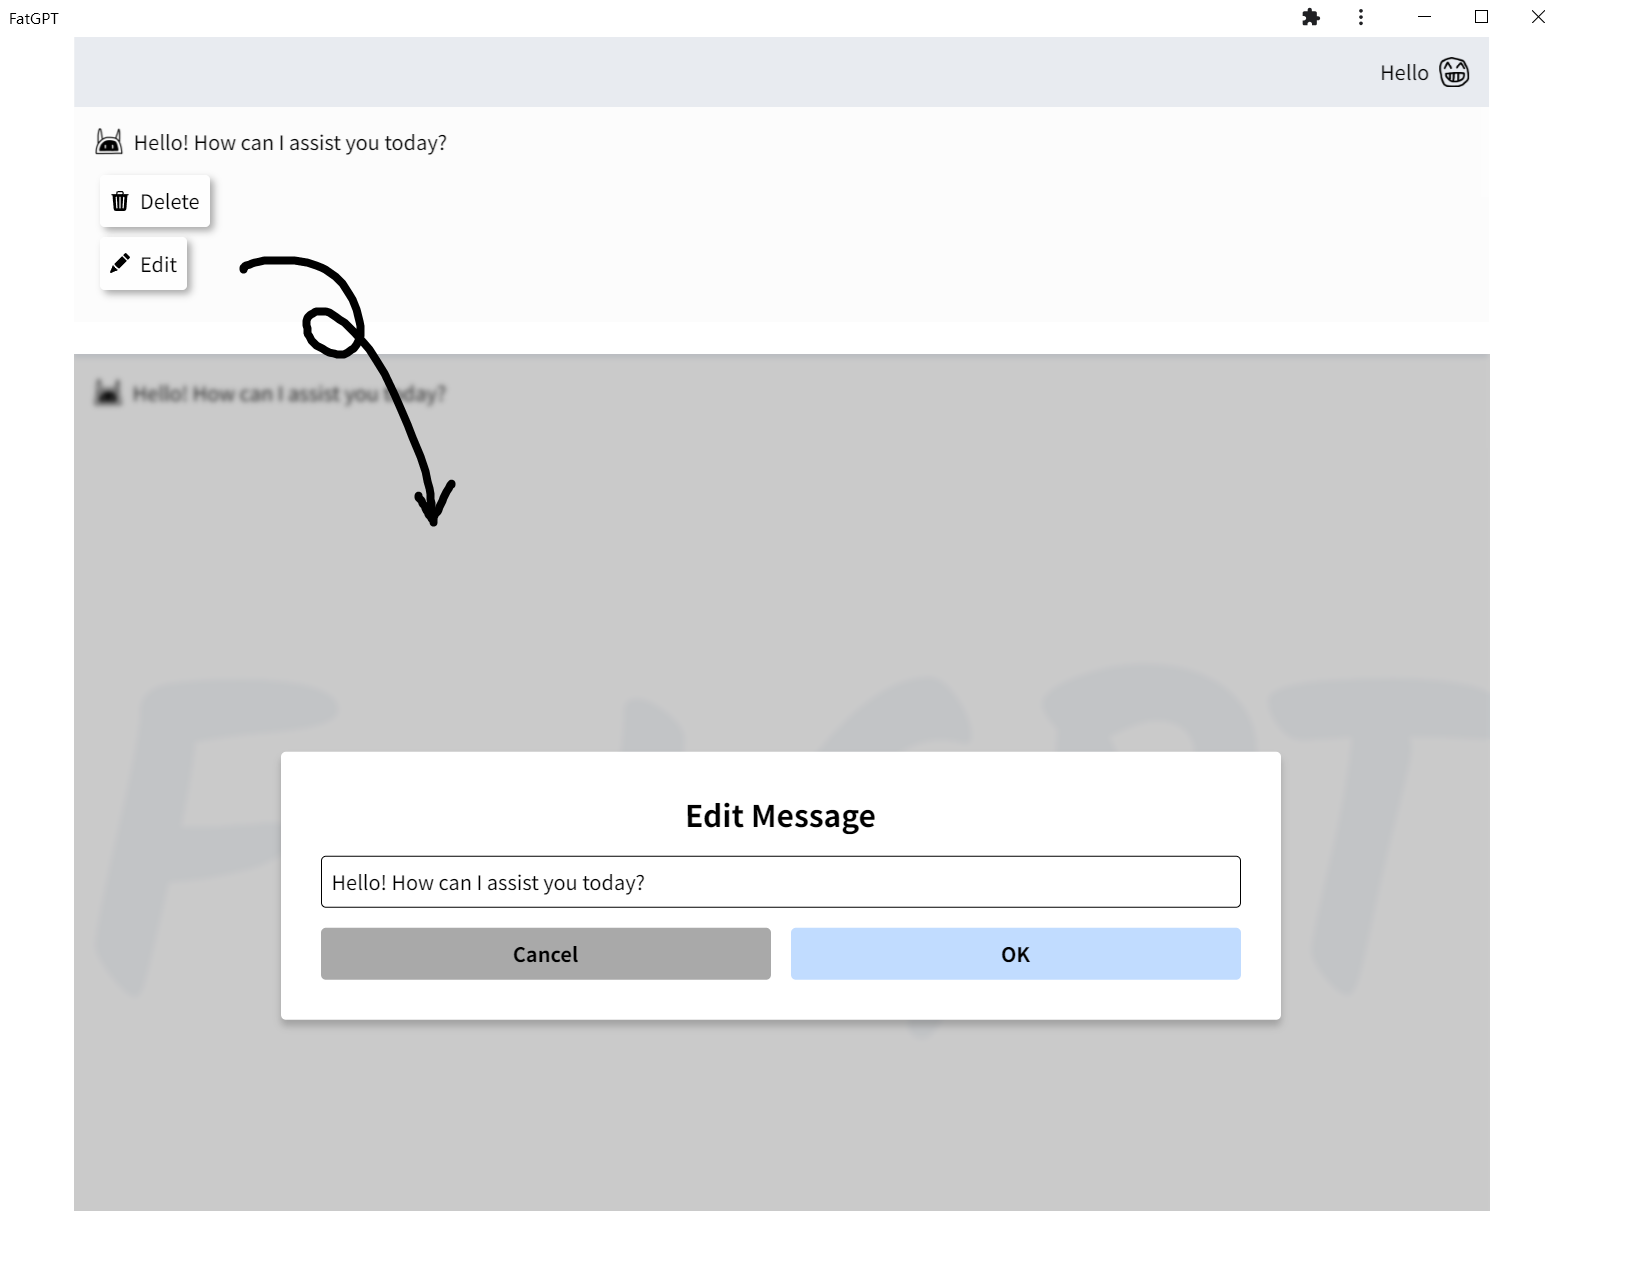 FatGPT
Hello
Hello! How can I assist you today?
Delete
Edit
Hello! How can I assist you today?
FatGPT
Edit Message
Hello! How can I assist you today?
Cancel
OK